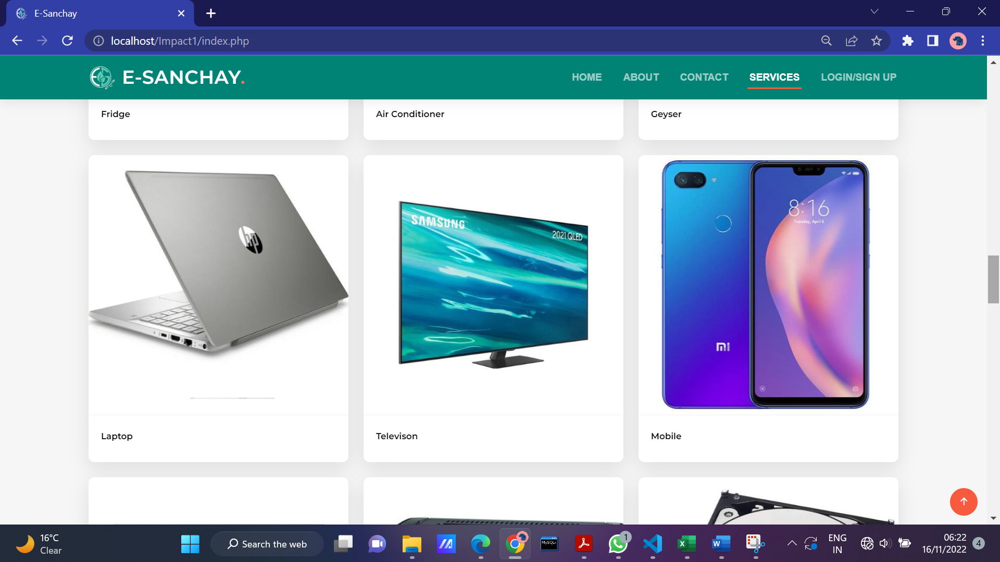 E-Sanchay
localhost/Impact1/index.php
E-SANCHAY.
HOME
ABOUT
CONTACT
SERVICES
LOGIN/SIGN UP
Fridge
Air Conditioner
Geyser
hp
SAMSUNG
2021 QLED
8:16
Tuesday, April 6
mi
Laptop
Televison
Mobile
16°C
Clear
Search the web
MySQL>
1
X
W
ENG
IN
06:22
16/11/2022
4